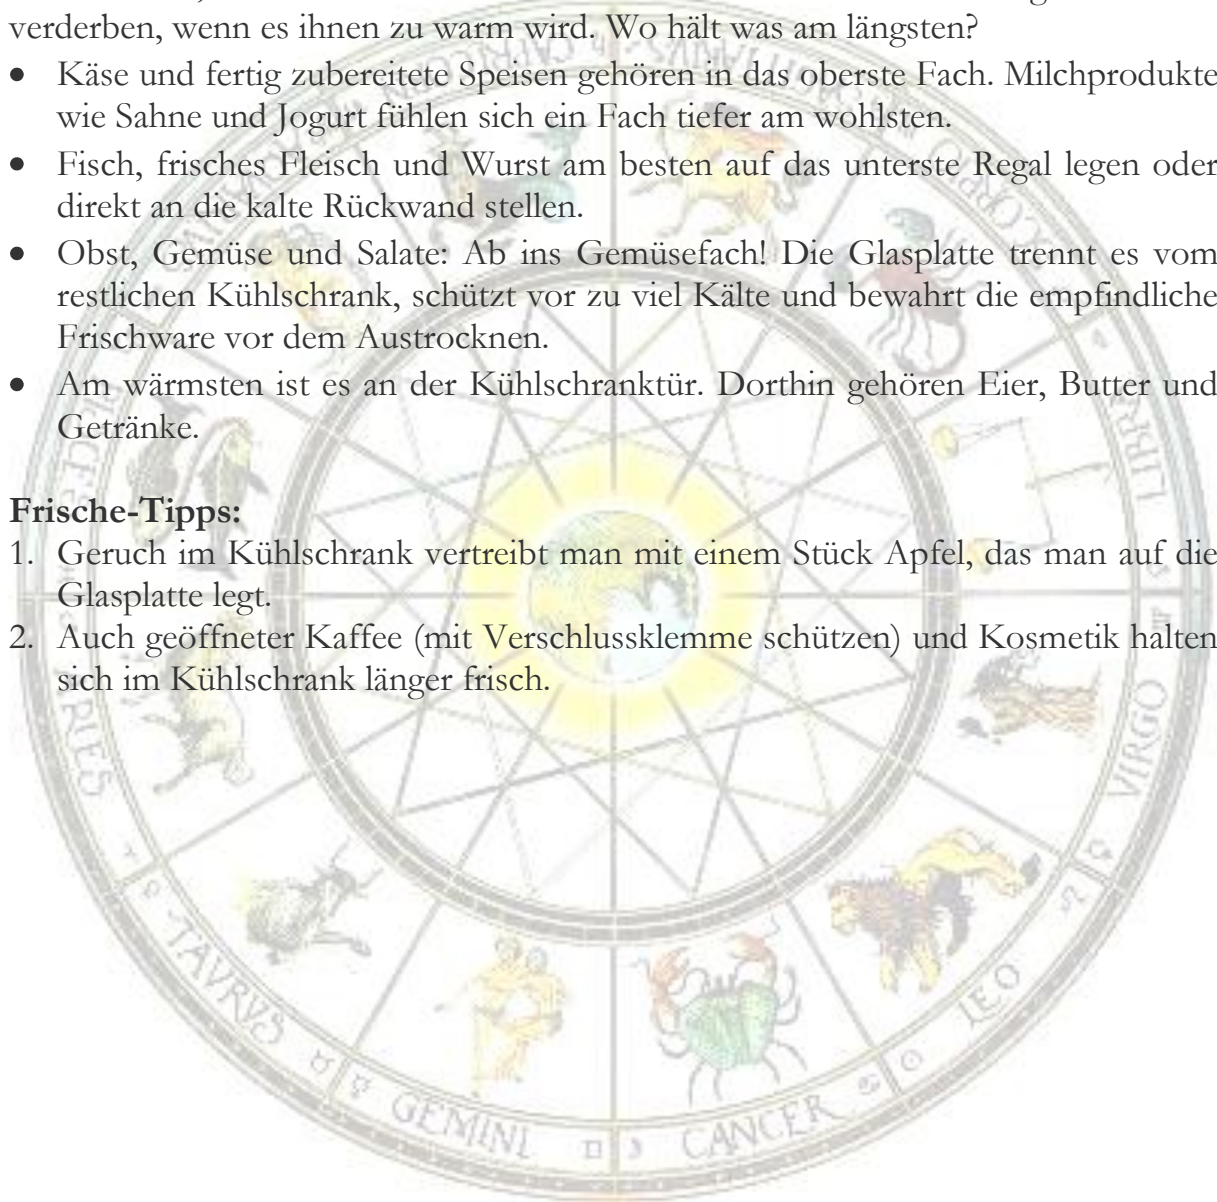 verderben, wenn es ihnen zu warm wird. Wo hält was am längsten?
• Käse und fertig zubereitete Speisen gehören in das oberste Fach. Milchprodukte
wie Sahne und Jogurt fühlen sich ein Fach tiefer am wohlsten.
• Fisch, frisches Fleisch und Wurst am besten auf das unterste Regal legen oder
direkt an die kalte Rückwand stellen.
• Obst, Gemüse und Salate: Ab ins Gemüsefach! Die Glasplatte trennt es vom
restlichen Kühlschrank, schützt vor zu viel Kälte und bewahrt die empfindliche
Frischware vor dem Austrocknen.
• Am wärmsten ist es an der Kühlschranktür. Dorthin gehören Eier, Butter und
Getränke.
Frische-Tipps:
1. Geruch im Kühlschrank vertreibt man mit einem Stück Apfel, das man auf die
Glasplatte legt.
2. Auch geöffneter Kaffee (mit Verschlussklemme schützen) und Kosmetik halten
sich im Kühlschrank länger frisch.
LIBR
VIRGO
LEO
CANCER
GEMINI
TAVRVS
RIES